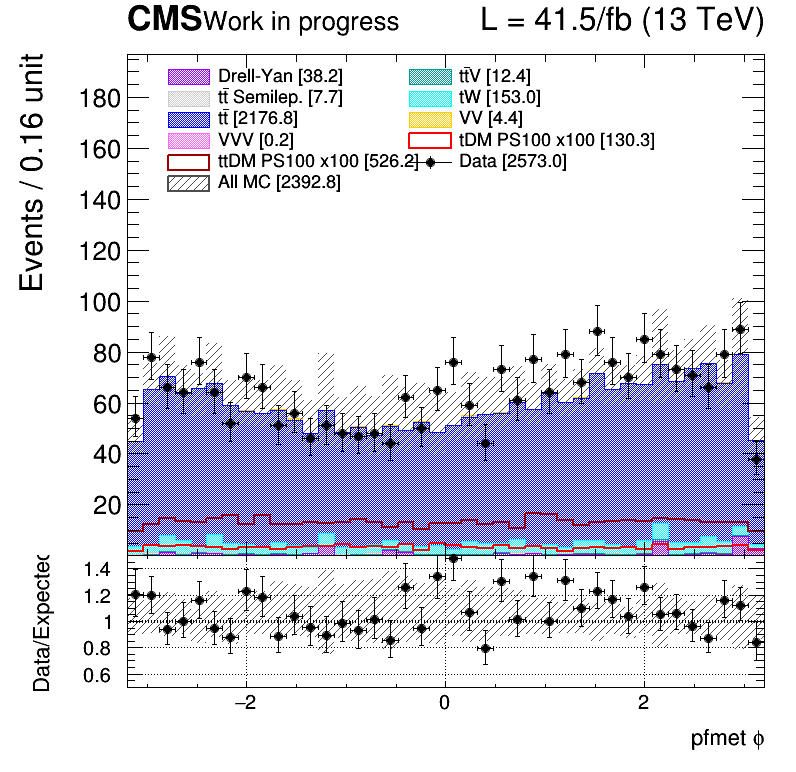 CMS Work in progress L = 41.5/fb (13 TeV)
Events / 0.16 unit
180
160
140
120
100
80
60
40
20
Drell-Yan [38.2]
tt̄V [12.4]
tt̄ Semilep. [7.7]
tW [153.0]
tt̄ [2176.8]
VV [4.4]
VVV [0.2]
tDM PS100 x100 [130.3]
ttDM PS100 x100 [526.2]
Data [2573.0]
All MC [2392.8]
Data/Expected
1.4
1.2
1
0.8
0.6
−2 0 2
pfmet ϕ